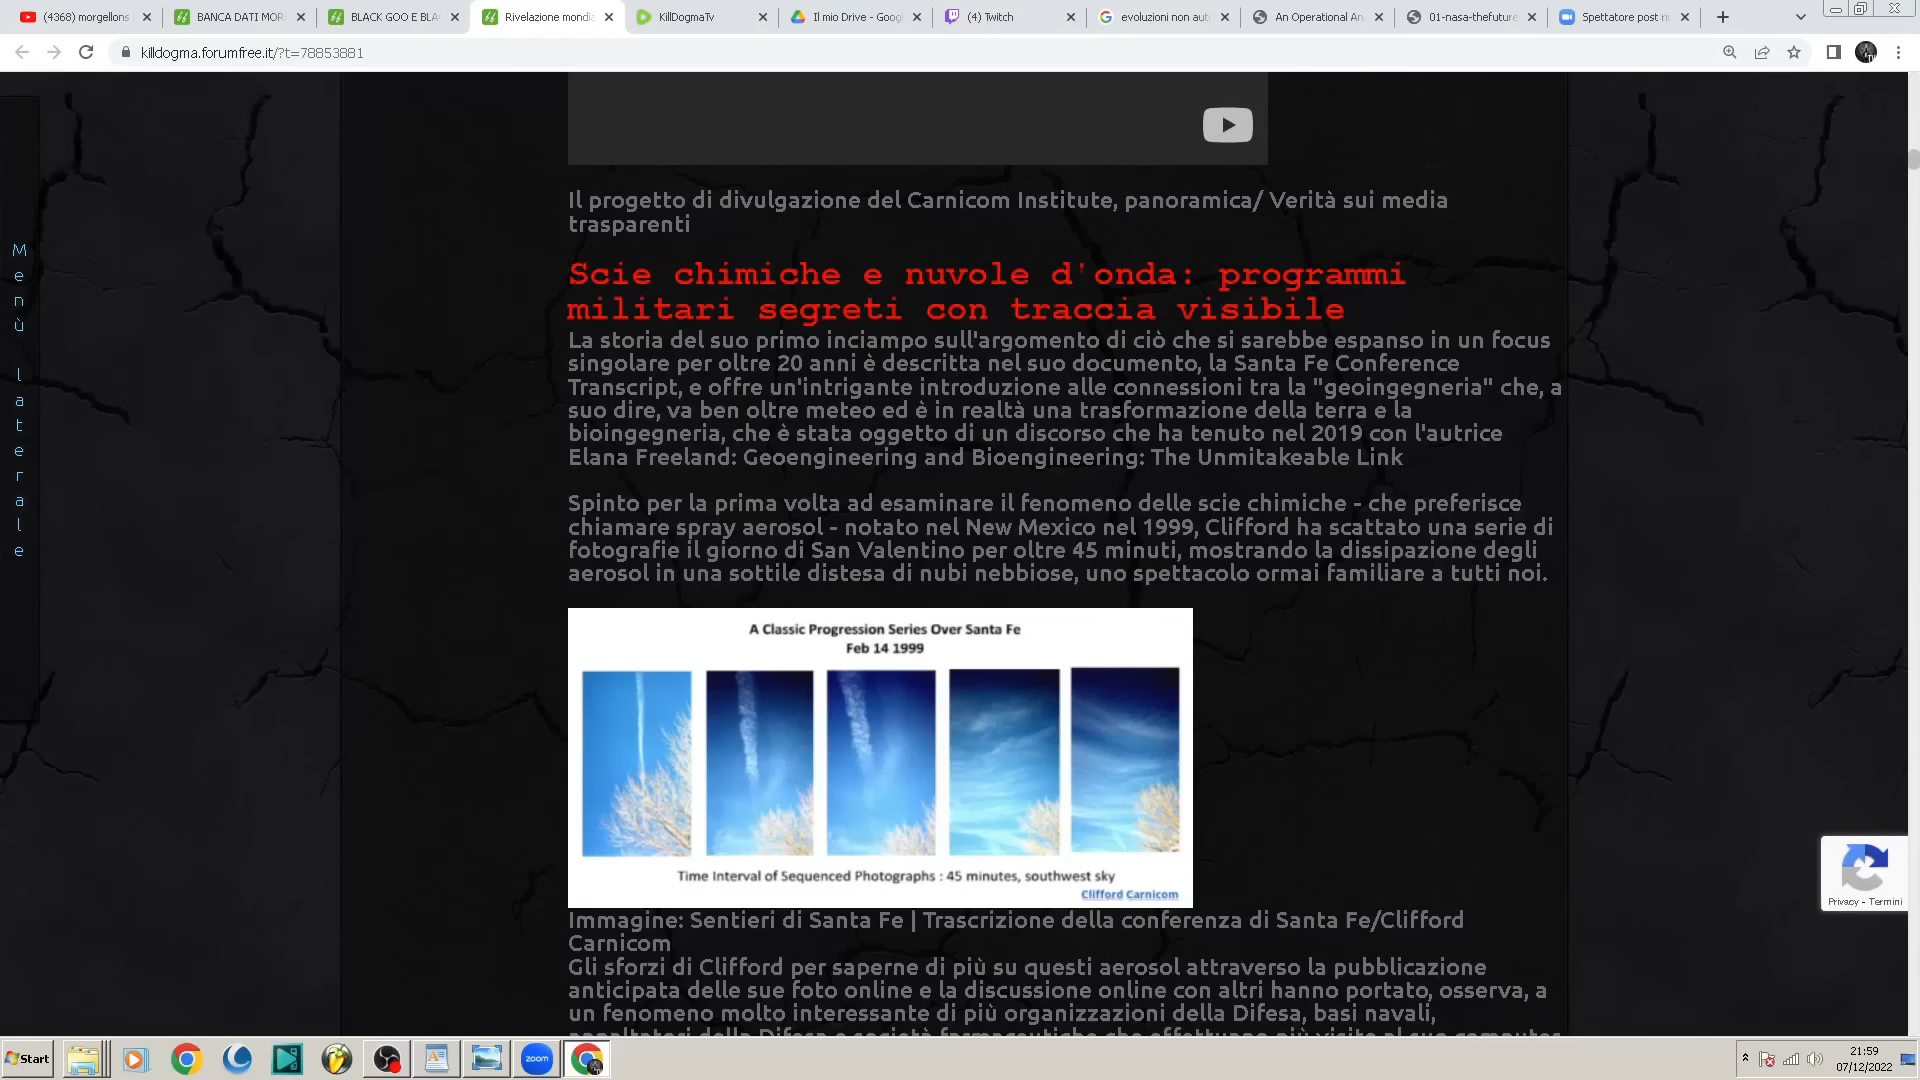 (4368) morgellons
BANCA DATI MOR
BLACK GOO E BLA
Rivelazione mondia
KillDogmaTv
Il mio Drive - Goog
(4) Twitch
evoluzioni non aut
An Operational An
01-nasa-thefuture
Spettatore post ri
killdogma.forumfree.it/?t=78853881
Menù laterale
Il progetto di divulgazione del Carnicom Institute, panoramica/ Verità sui media
trasparenti
Scie chimiche e nuvole d'onda: programmi
militari segreti con traccia visibile
La storia del suo primo inciampo sull'argomento di ciò che si sarebbe espanso in un focus
singolare per oltre 20 anni è descritta nel suo documento, la Santa Fe Conference
Transcript, e offre un'intrigante introduzione alle connessioni tra la "geoingegneria" che, a
suo dire, va ben oltre meteo ed è in realtà una trasformazione della terra e la
bioingegneria, che è stata oggetto di un discorso che ha tenuto nel 2019 con l'autrice
Elana Freeland: Geoengineering and Bioengineering: The Unmitakeable Link
Spinto per la prima volta ad esaminare il fenomeno delle scie chimiche - che preferisce
chiamare spray aerosol - notato nel New Mexico nel 1999, Clifford ha scattato una serie di
fotografie il giorno di San Valentino per oltre 45 minuti, mostrando la dissipazione degli
aerosol in una sottile distesa di nubi nebbiose, uno spettacolo ormai familiare a tutti noi.
A Classic Progression Series Over Santa Fe
Feb 14 1999
Time Interval of Sequenced Photographs : 45 minutes, southwest sky
Clifford Carnicom
Immagine: Sentieri di Santa Fe | Trascrizione della conferenza di Santa Fe/Clifford
Carnicom
Gli sforzi di Clifford per saperne di più su questi aerosol attraverso la pubblicazione
anticipata delle sue foto online e la discussione online con altri hanno portato, osserva, a
un fenomeno molto interessante di più organizzazioni della Difesa, basi navali,
appaltatori della Difesa e società farmaceutiche che effettuano più visite al suo computer
Privacy - Termini
Start
zoom
21:59
07/12/2022